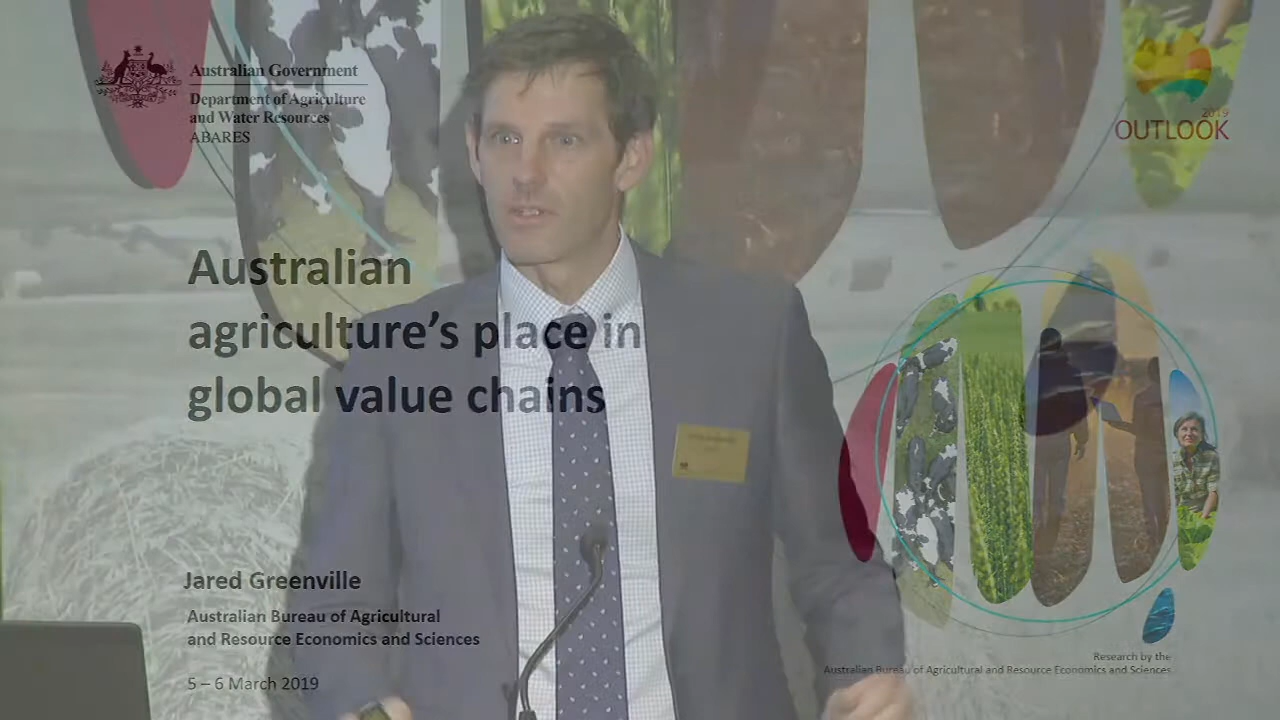 Australian Government
Department of Agriculture
and Water Resources
ABARES
2019
OUTLOOK
Australian
agriculture's place in
global value chains
Jared Greenville
Australian Bureau of Agricultural
and Resource Economics and Sciences
5 – 6 March 2019
Research by the
Australian Bureau of Agricultural and Resource Economics and Sciences